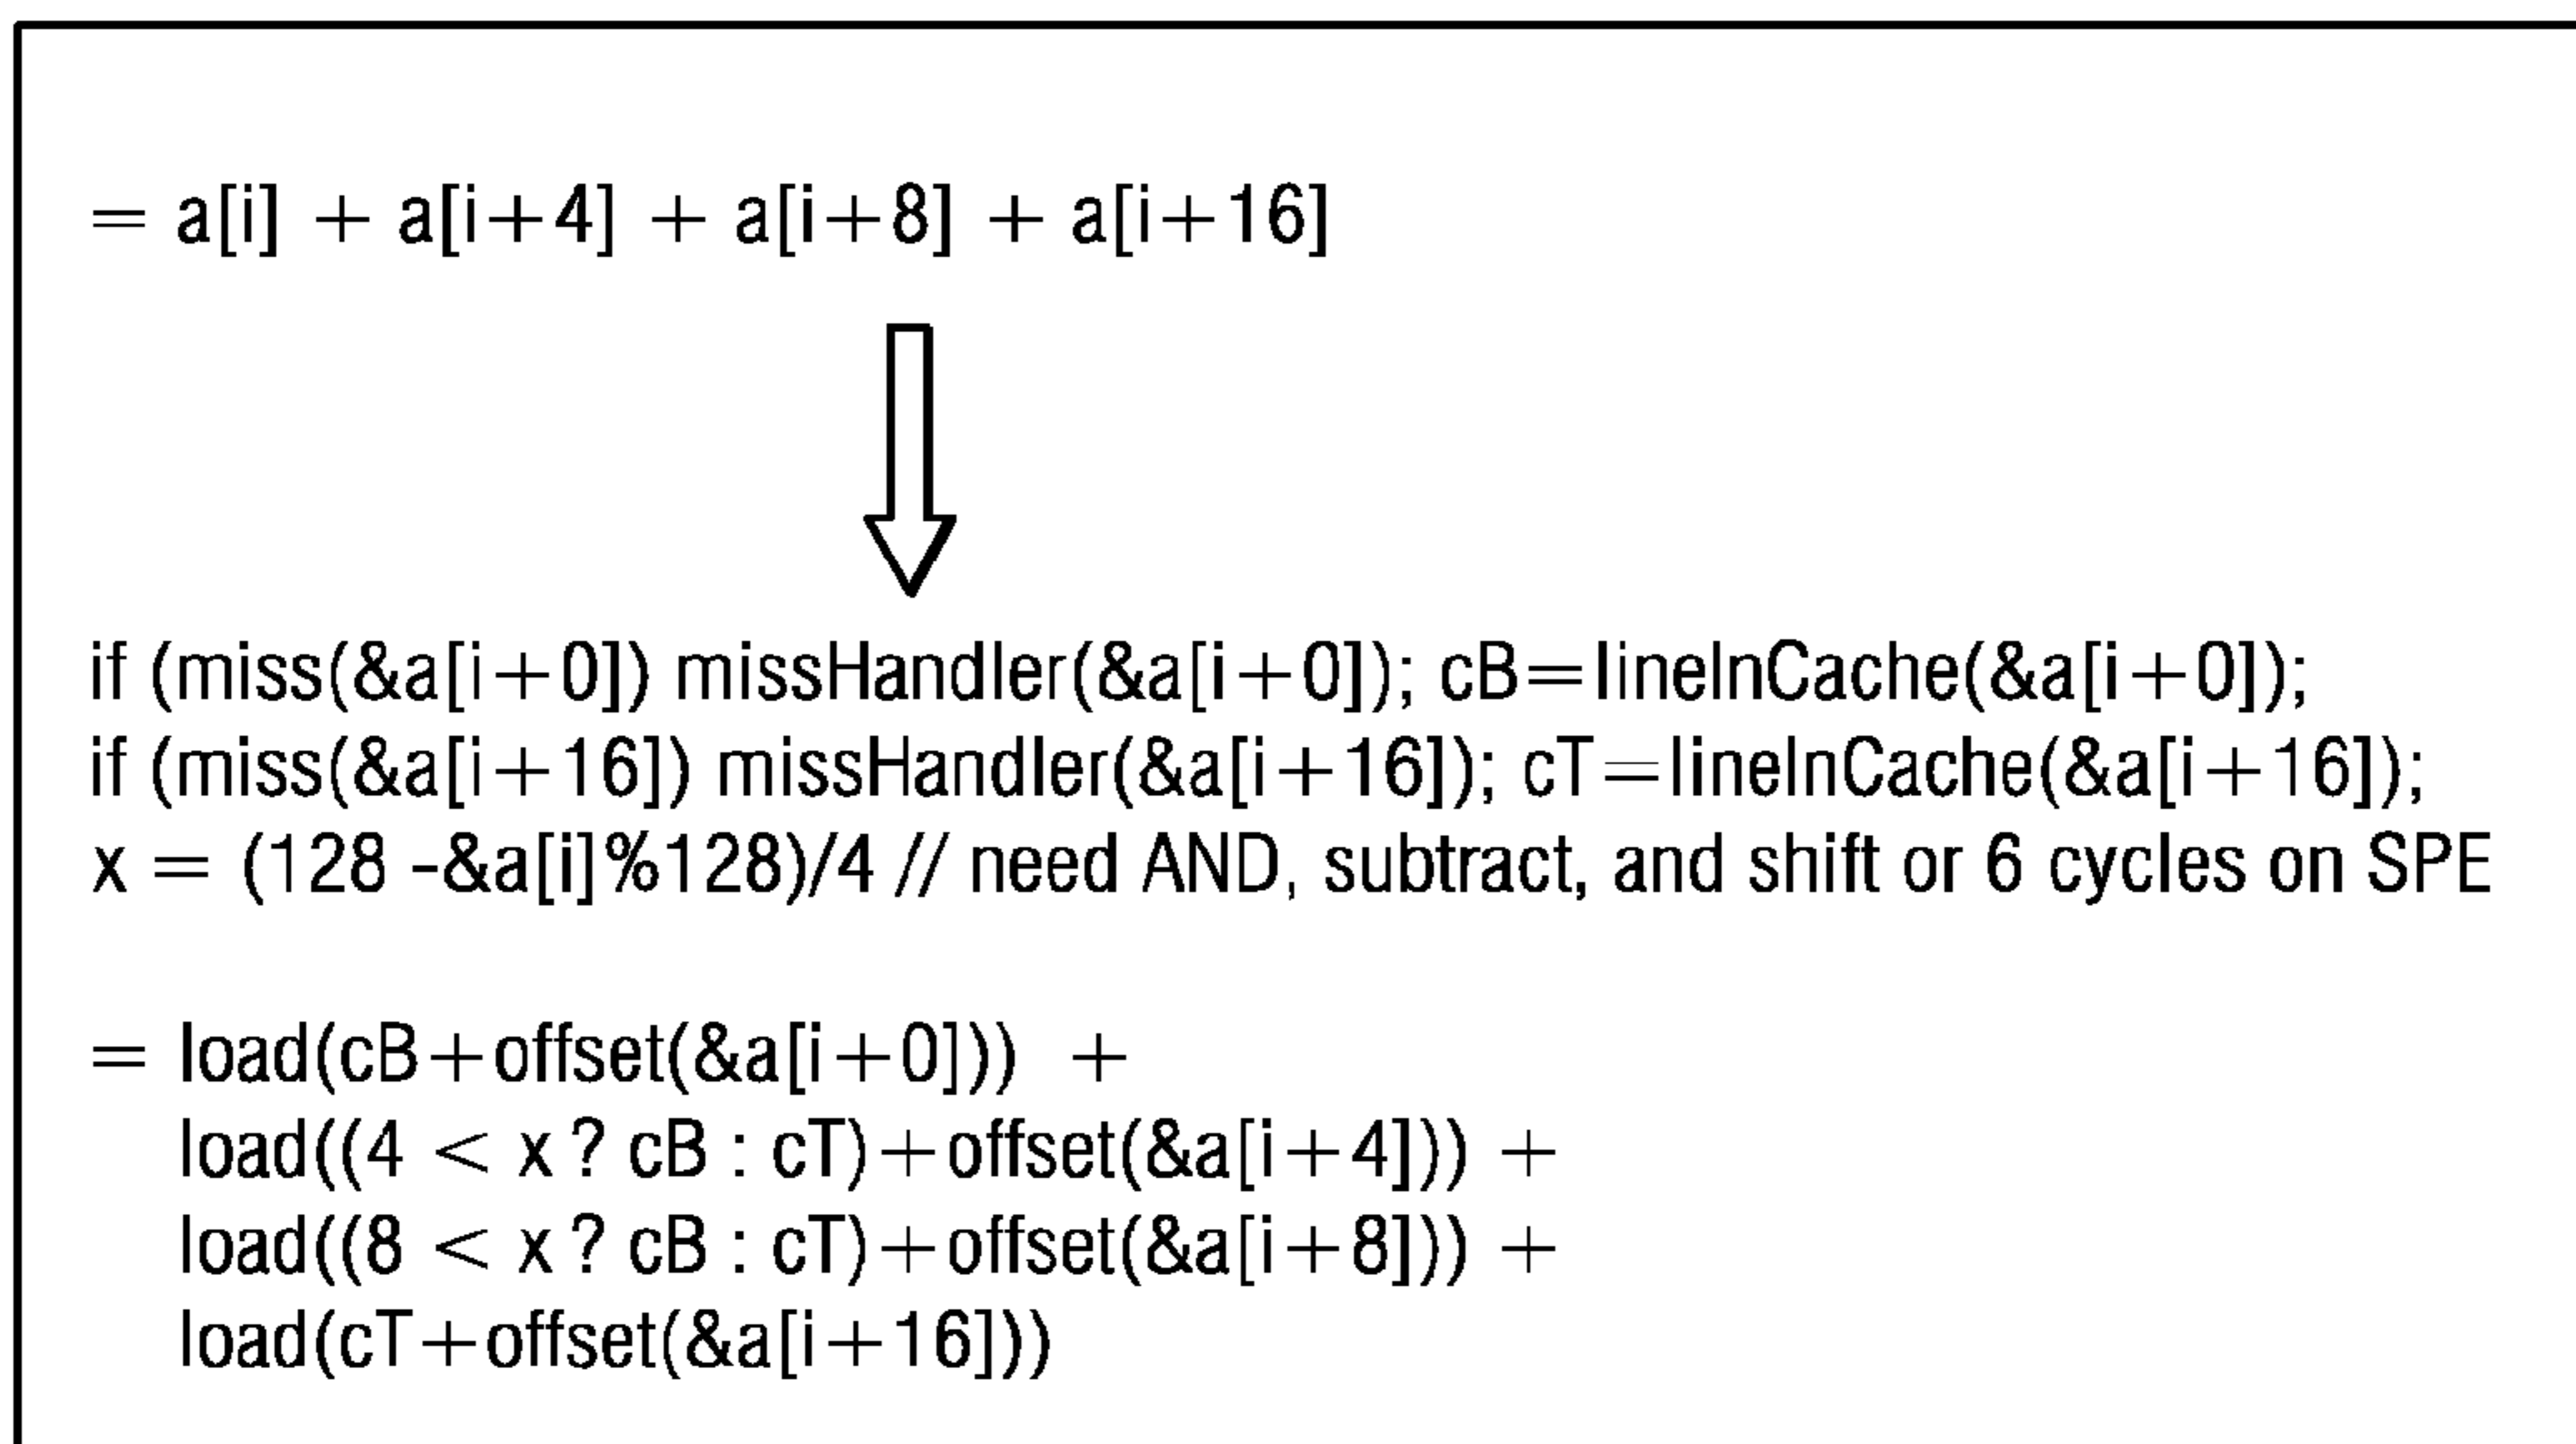 = a[i] + a[i+4] + a[i+8] + a[i+16]
if (miss(&a[i+0]) missHandler(&a[i+0]); cB=lineInCache(&a[i+0]);
if (miss(&a[i+16]) missHandler(&a[i+16]); cT=lineInCache(&a[i+16]);
x = (128 -&a[i]%128)/4 // need AND, subtract, and shift or 6 cycles on SPE
= load(cB+offset(&a[i+0])) +
load((4 < x ? cB : cT)+offset(&a[i+4])) +
load((8 < x ? cB : cT)+offset(&a[i+8])) +
load(cT+offset(&a[i+16]))